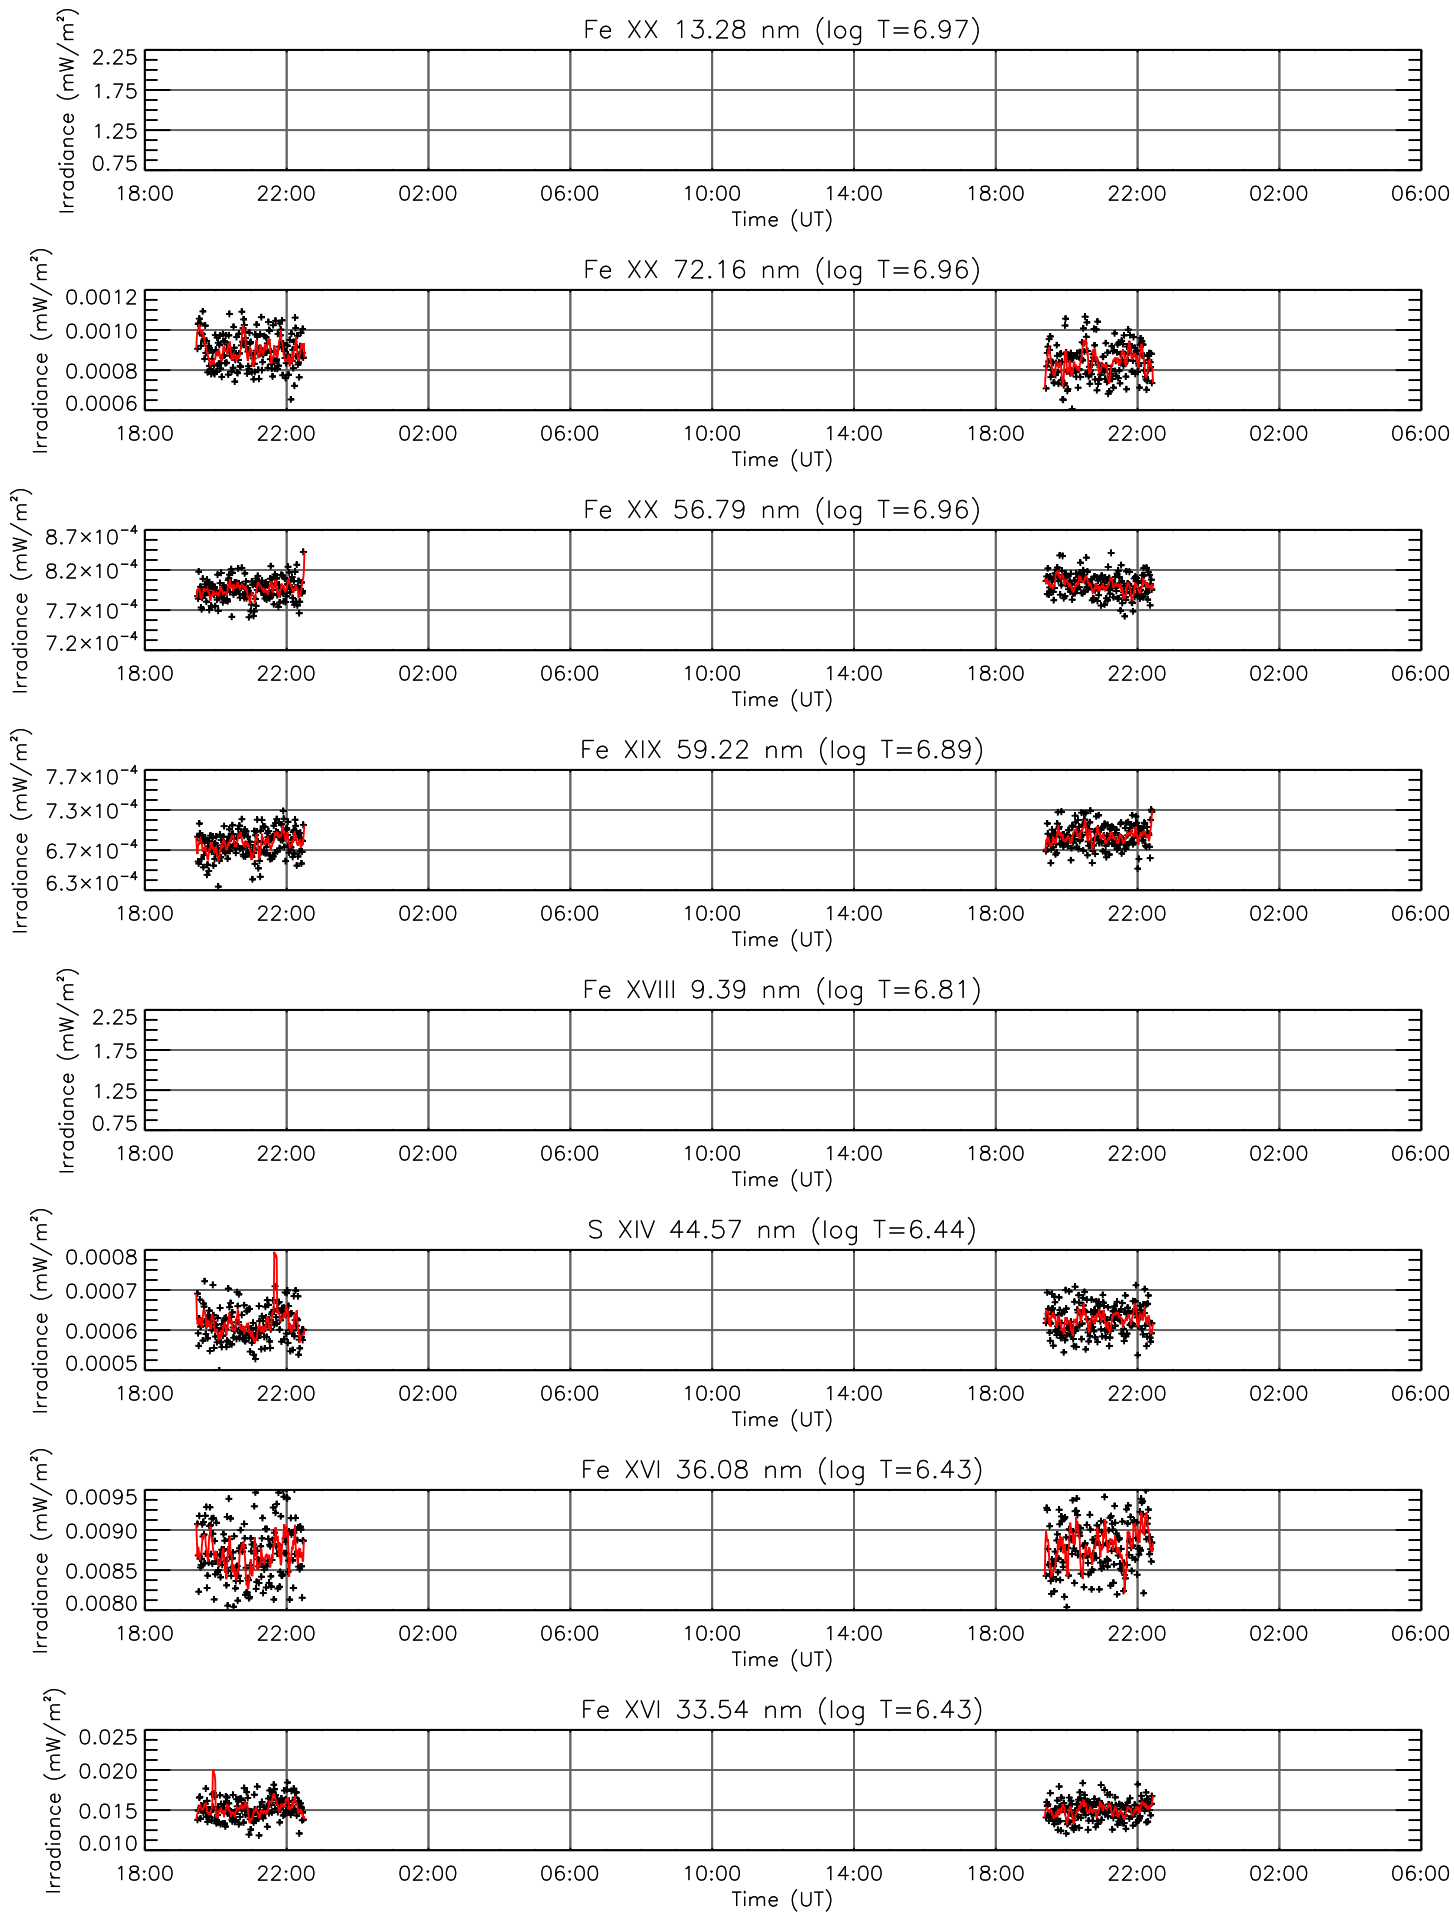 Fe XX 13.28 nm (log T=6.97)
Irradiance (mW/m²)
2.25
1.75
1.25
0.75
18:00 22:00 02:00 06:00 10:00 14:00 18:00 22:00 02:00 06:00
Time (UT)
Fe XX 72.16 nm (log T=6.96)
Irradiance (mW/m²)
0.0012
0.0010
0.0008
0.0006
18:00 22:00 02:00 06:00 10:00 14:00 18:00 22:00 02:00 06:00
Time (UT)
Fe XX 56.79 nm (log T=6.96)
Irradiance (mW/m²)
8.7×10⁻⁴
8.2×10⁻⁴
7.7×10⁻⁴
7.2×10⁻⁴
18:00 22:00 02:00 06:00 10:00 14:00 18:00 22:00 02:00 06:00
Time (UT)
Fe XIX 59.22 nm (log T=6.89)
Irradiance (mW/m²)
7.7×10⁻⁴
7.3×10⁻⁴
6.7×10⁻⁴
6.3×10⁻⁴
18:00 22:00 02:00 06:00 10:00 14:00 18:00 22:00 02:00 06:00
Time (UT)
Fe XVIII 9.39 nm (log T=6.81)
Irradiance (mW/m²)
2.25
1.75
1.25
0.75
18:00 22:00 02:00 06:00 10:00 14:00 18:00 22:00 02:00 06:00
Time (UT)
S XIV 44.57 nm (log T=6.44)
Irradiance (mW/m²)
0.0008
0.0007
0.0006
0.0005
18:00 22:00 02:00 06:00 10:00 14:00 18:00 22:00 02:00 06:00
Time (UT)
Fe XVI 36.08 nm (log T=6.43)
Irradiance (mW/m²)
0.0095
0.0090
0.0085
0.0080
18:00 22:00 02:00 06:00 10:00 14:00 18:00 22:00 02:00 06:00
Time (UT)
Fe XVI 33.54 nm (log T=6.43)
Irradiance (mW/m²)
0.025
0.020
0.015
0.010
18:00 22:00 02:00 06:00 10:00 14:00 18:00 22:00 02:00 06:00
Time (UT)